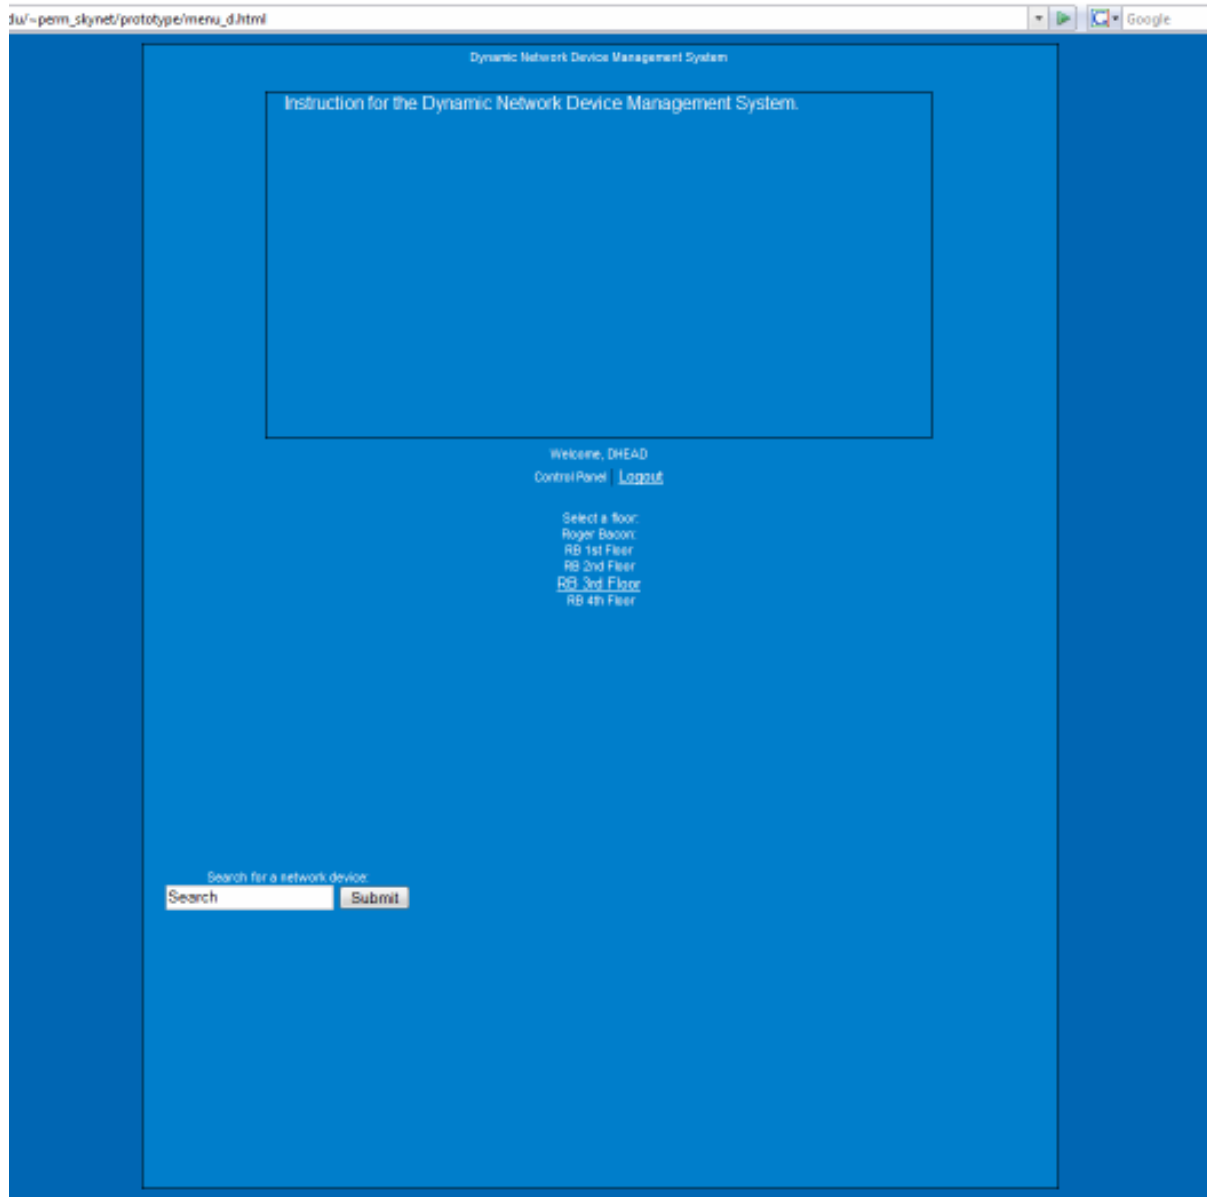 du/~perm_skynet/prototype/menu_d.html
Google
Dynamic Network Device Management System
Instruction for the Dynamic Network Device Management System.
Welcome, DHEAD
Control Panel | Logout
Select a floor:
Roger Bacon:
RB 1st Floor
RB 2nd Floor
RB 3rd Floor
RB 4th Floor
Search for a network device:
Search Submit